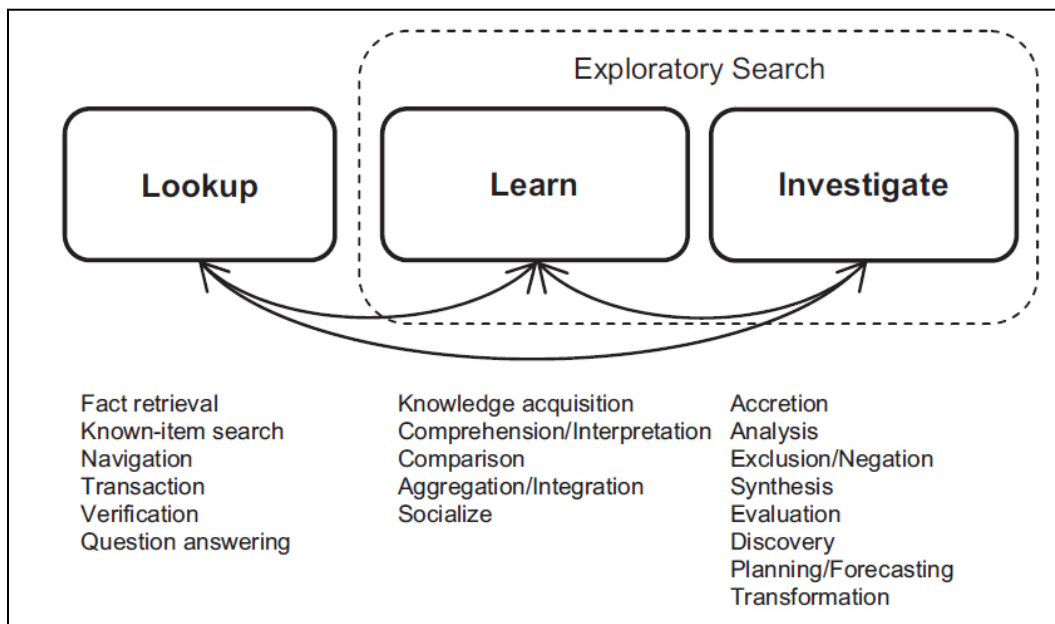 Exploratory Search
Lookup
Learn
Investigate
Fact retrieval
Known-item search
Navigation
Transaction
Verification
Question answering
Knowledge acquisition
Comprehension/Interpretation
Comparison
Aggregation/Integration
Socialize
Accretion
Analysis
Exclusion/Negation
Synthesis
Evaluation
Discovery
Planning/Forecasting
Transformation